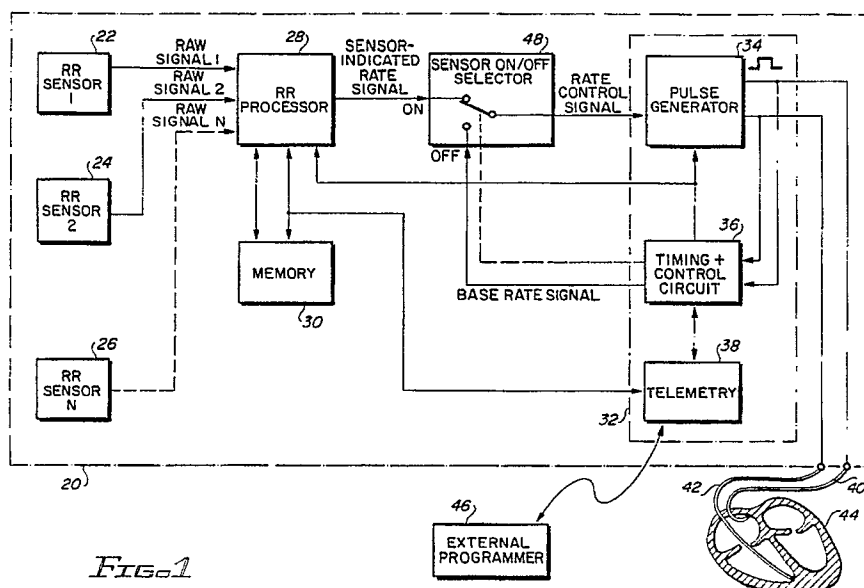 22
RR
SENSOR
1
RAW
SIGNAL 1
RAW
SIGNAL 2
RAW
SIGNAL N
28
RR
PROCESSOR
SENSOR-
INDICATED
RATE
SIGNAL
48
SENSOR ON/OFF
SELECTOR
ON
OFF
RATE
CONTROL
SIGNAL
34
PULSE
GENERATOR
24
RR
SENSOR
2
MEMORY
30
36
TIMING +
CONTROL
CIRCUIT
BASE RATE SIGNAL
26
RR
SENSOR
N
38
TELEMETRY
32
20
42
40
44
46
EXTERNAL
PROGRAMMER
FIG. 1